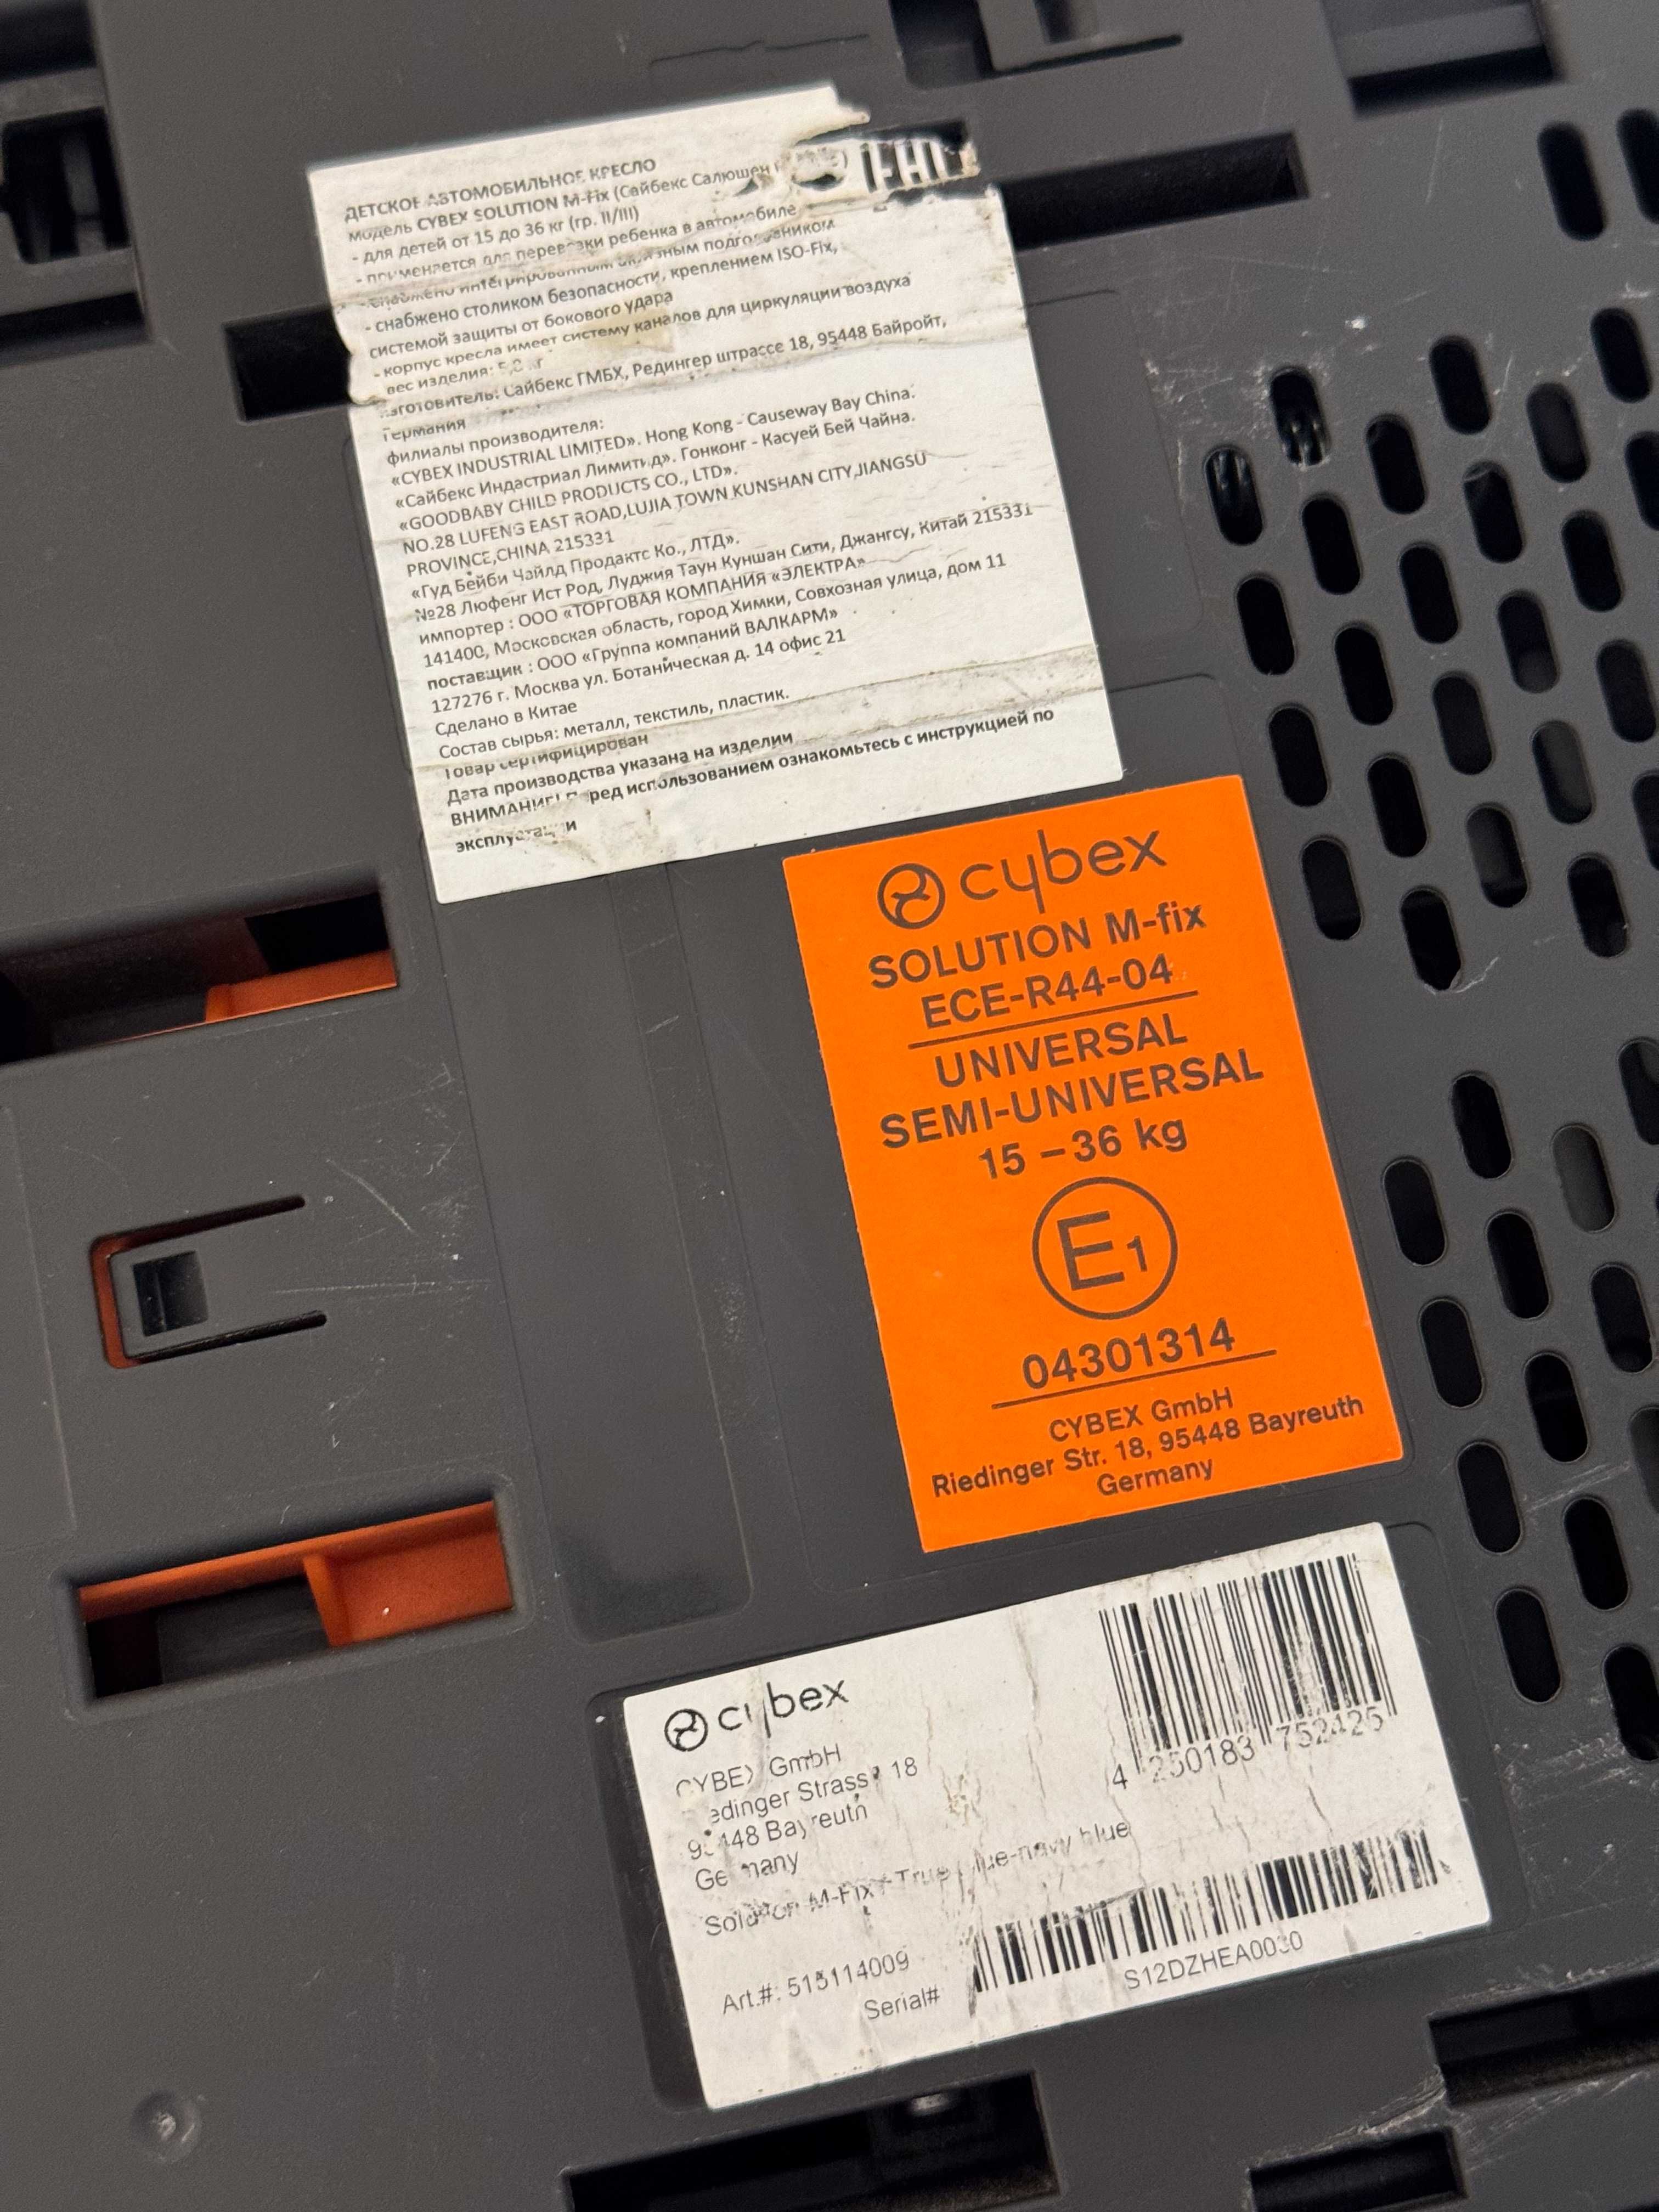 ДЕТСКОЕ АВТОМОБИЛЬНОЕ КРЕСЛО
модель CYBEX SOLUTION M-Fix (Сайбекс Салюшен
- для детей от 15 до 36 кг (гр. II/III)
- применяется для перевозки ребенка в автомобиле
- снабжено интегрированным подголовником
- снабжено столиком безопасности, креплением ISO-Fix,
системой защиты от бокового удара
- корпус кресла имеет систему каналов для циркуляции воздуха
вес изделия: кг
изготовитель: Сайбекс ГМБХ, Редингер штрассе 18, 95448 Байройт,
Германия
филиалы производителя:
«CYBEX INDUSTRIAL LIMITED». Hong Kong - Causeway Bay China.
«Сайбекс Индастриал Лимитид». Гонконг - Касуей Бей Чайна.
«GOODBABY CHILD PRODUCTS CO., LTD».
NO.28 LUFENG EAST ROAD,LUJIA TOWN KUNSHAN CITY,JIANGSU
PROVINCE,CHINA 215331
«Гуд Бейби Чайлд Продактс Ко., ЛТД».
№28 Люфенг Ист Род, Луджия Таун Куншан Сити, Джангсу, Китай 215331
импортер : ООО «ТОРГОВАЯ КОМПАНИЯ «ЭЛЕКТРА»
141400, Московская область, город Химки, Совхозная улица, дом 11
поставщик : ООО «Группа компаний ВАЛКАРМ»
127276 г. Москва ул. Ботаническая д. 14 офис 21
Сделано в Китае
Состав сырья: металл, текстиль, пластик.
Товар сертифицирован
Дата производства указана на изделии
ВНИМАНИЕ! Перед использованием ознакомьтесь с инструкцией по
эксплуатации
EAC
cybex
SOLUTION M-fix
ECE-R44-04
UNIVERSAL
SEMI-UNIVERSAL
15 – 36 kg
E1
04301314
CYBEX GmbH
Riedinger Str. 18, 95448 Bayreuth
Germany
cybex
CYBEX GmbH
Riedinger Strasse 18
95448 Bayreuth
Germany
Solution M-Fix - True blue-navy blue
4 250183 752425
Art.#: 515114009
Serial#
S12DZHEA0030